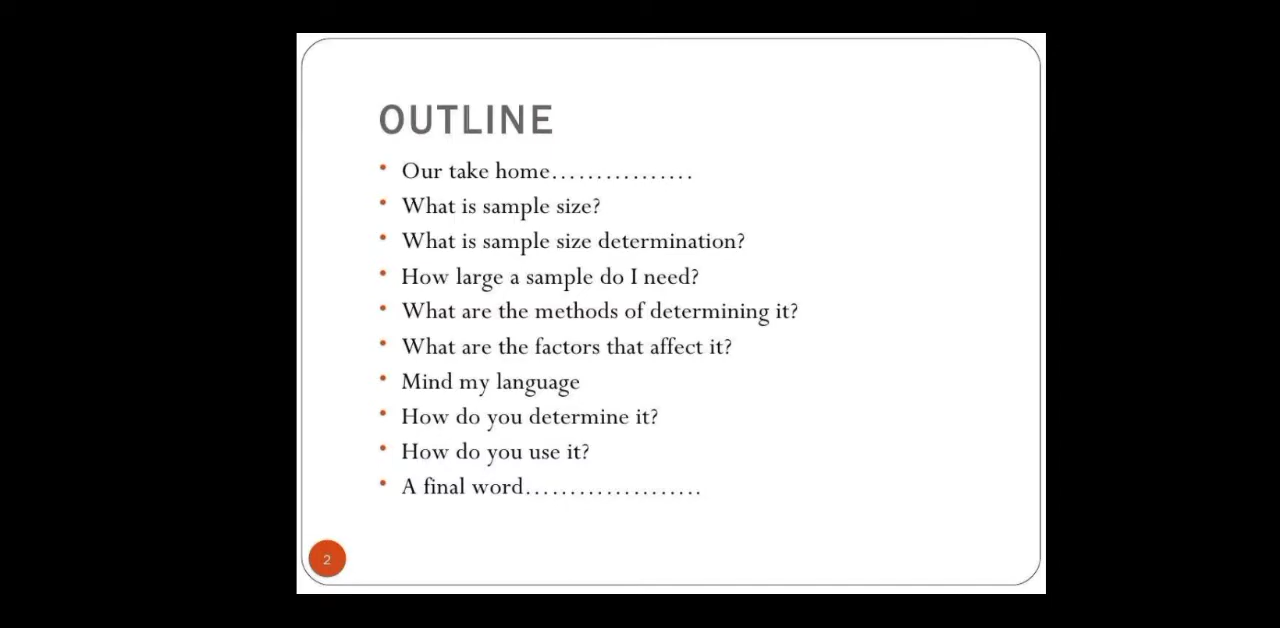 OUTLINE
• Our take home................
• What is sample size?
• What is sample size determination?
• How large a sample do I need?
• What are the methods of determining it?
• What are the factors that affect it?
• Mind my language
• How do you determine it?
• How do you use it?
• A final word....................
2